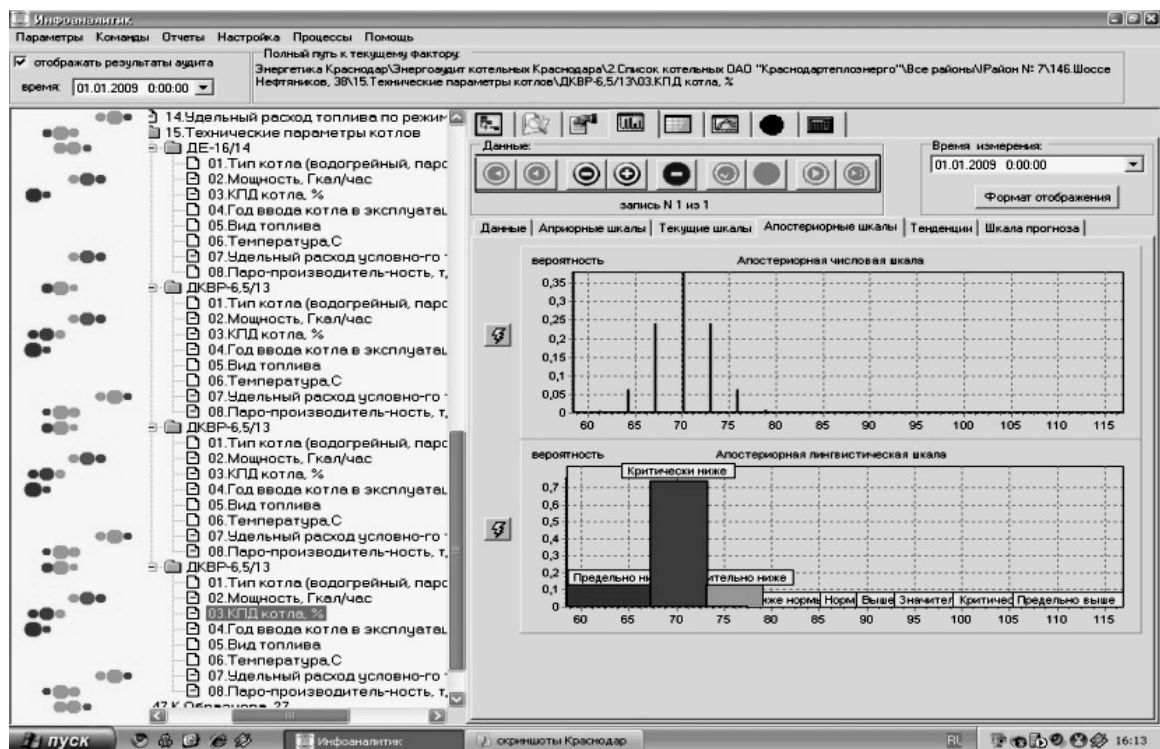 Инфоаналитик
Параметры Команды Отчеты Настройка Процессы Помощь
отображать результаты аудита
время: 01.01.2009 0:00:00
Полный путь к текущему фактору:
Энергетика Краснодар\Энергоаудит котельных Краснодара\2.Список котельных ОАО "Краснодартеплоэнерго"\Все районы\Район № 7\146.Шоссе
Нефтяников, 38\15.Технические параметры котлов\ДКВР-6,5/13\03.КПД котла, %
14.Удельный расход топлива по режим
15.Технические параметры котлов
ДЕ-16/14
01.Тип котла (водогрейный, паро
02.Мощность, Гкал/час
03.КПД котла, %
04.Год ввода котла в эксплуатац
05.Вид топлива
06.Температура,С
07.Удельный расход условно-го т
08.Паро-производитель-ность, т,
ДКВР-6,5/13
01.Тип котла (водогрейный, паро
02.Мощность, Гкал/час
03.КПД котла, %
04.Год ввода котла в эксплуатац
05.Вид топлива
06.Температура,С
07.Удельный расход условно-го т
08.Паро-производитель-ность, т,
ДКВР-6,5/13
01.Тип котла (водогрейный, паро
02.Мощность, Гкал/час
03.КПД котла, %
04.Год ввода котла в эксплуатац
05.Вид топлива
06.Температура,С
07.Удельный расход условно-го т
08.Паро-производитель-ность, т,
ДКВР-6,5/13
01.Тип котла (водогрейный, паро
02.Мощность, Гкал/час
03.КПД котла, %
04.Год ввода котла в эксплуатац
05.Вид топлива
06.Температура,С
07.Удельный расход условно-го т
08.Паро-производитель-ность, т,
Данные:
запись N 1 из 1
Время измерения:
01.01.2009 0:00:00
Формат отображения
Данные Априорные шкалы Текущие шкалы Апостериорные шкалы Тенденции Шкала прогноза
вероятность Апостериорная числовая шкала
0,35
0,3
0,25
0,2
0,15
0,1
0,05
0
60 65 70 75 80 85 90 95 100 105 110 115
вероятность Апостериорная лингвистическая шкала
Критически ниже
0,7
0,6
0,5
0,4
0,3
0,2
0,1
0
Предельно ни ительно ниже
же нормы Норм Выше Значител Критичес Предельно выше
60 65 70 75 80 85 90 95 100 105 110 115
пуск Инфоаналитик скриншоты Краснодар RU 16:13